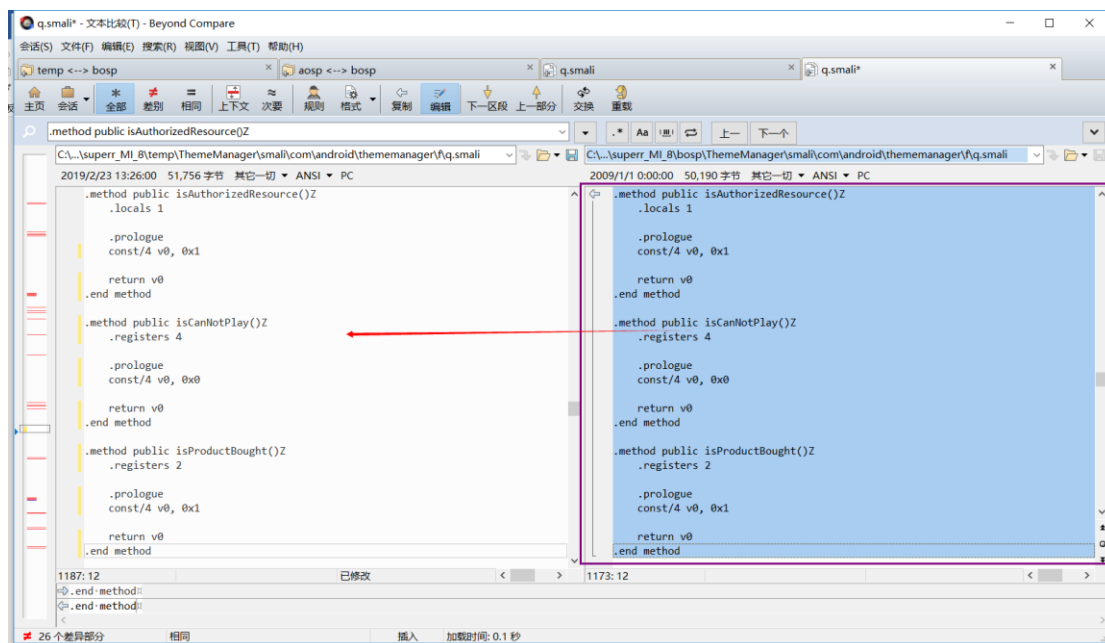 q.smali* - 文本比较(T) - Beyond Compare
会话(S) 文件(F) 编辑(E) 搜索(R) 视图(V) 工具(T) 帮助(H)
temp <--> bosp × aosp <--> bosp × q.smali × q.smali* ×
主页 会话 全部 差别 相同 上下文 次要 规则 格式 复制 编辑 下一区段 上一部分 交换 重载
.method public isAuthorizedResource()Z .* Aa 上一 下一个
C:\...\superr_MI_8\temp\ThemeManager\smali\com\android\thememanager\f\q.smali C:\...\superr_MI_8\bosp\ThemeManager\smali\com\android\thememanager\f\q.smali
2019/2/23 13:26:00 51,756 字节 其它一切 ANSI PC 2009/1/1 0:00:00 50,190 字节 其它一切 ANSI PC
.method public isAuthorizedResource()Z .method public isAuthorizedResource()Z
.locals 1 .locals 1
.prologue .prologue
const/4 v0, 0x1 const/4 v0, 0x1
return v0 return v0
.end method .end method
.method public isCanNotPlay()Z .method public isCanNotPlay()Z
.registers 4 .registers 4
.prologue .prologue
const/4 v0, 0x0 const/4 v0, 0x0
return v0 return v0
.end method .end method
.method public isProductBought()Z .method public isProductBought()Z
.registers 2 .registers 2
.prologue .prologue
const/4 v0, 0x1 const/4 v0, 0x1
return v0 return v0
.end method .end method
1187: 12 已修改 1173: 12
.end·method¤
.end·method¤
26 个差异部分 相同 插入 加载时间: 0.1 秒